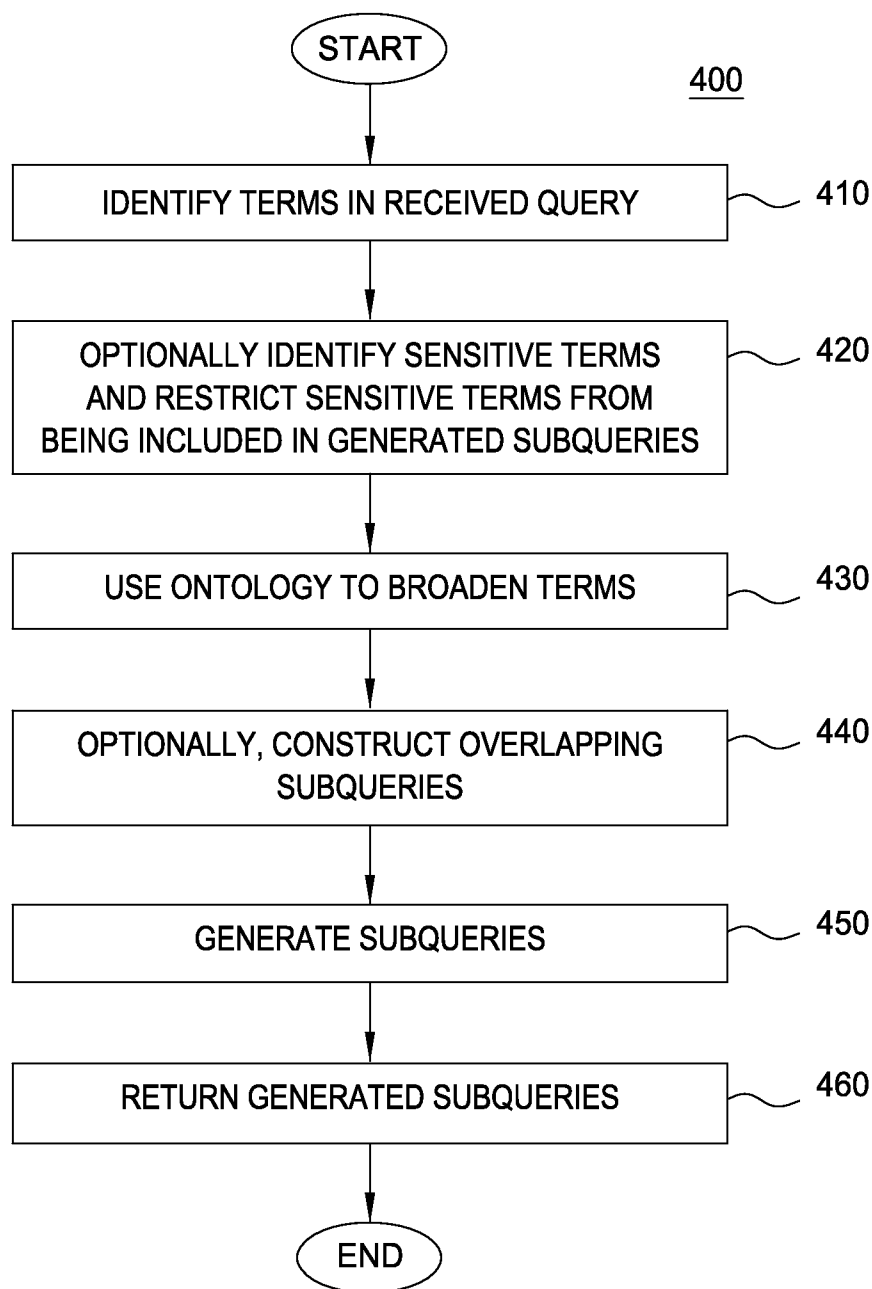 START
400
IDENTIFY TERMS IN RECEIVED QUERY
410
OPTIONALLY IDENTIFY SENSITIVE TERMS
AND RESTRICT SENSITIVE TERMS FROM
BEING INCLUDED IN GENERATED SUBQUERIES
420
USE ONTOLOGY TO BROADEN TERMS
430
OPTIONALLY, CONSTRUCT OVERLAPPING
SUBQUERIES
440
GENERATE SUBQUERIES
450
RETURN GENERATED SUBQUERIES
460
END